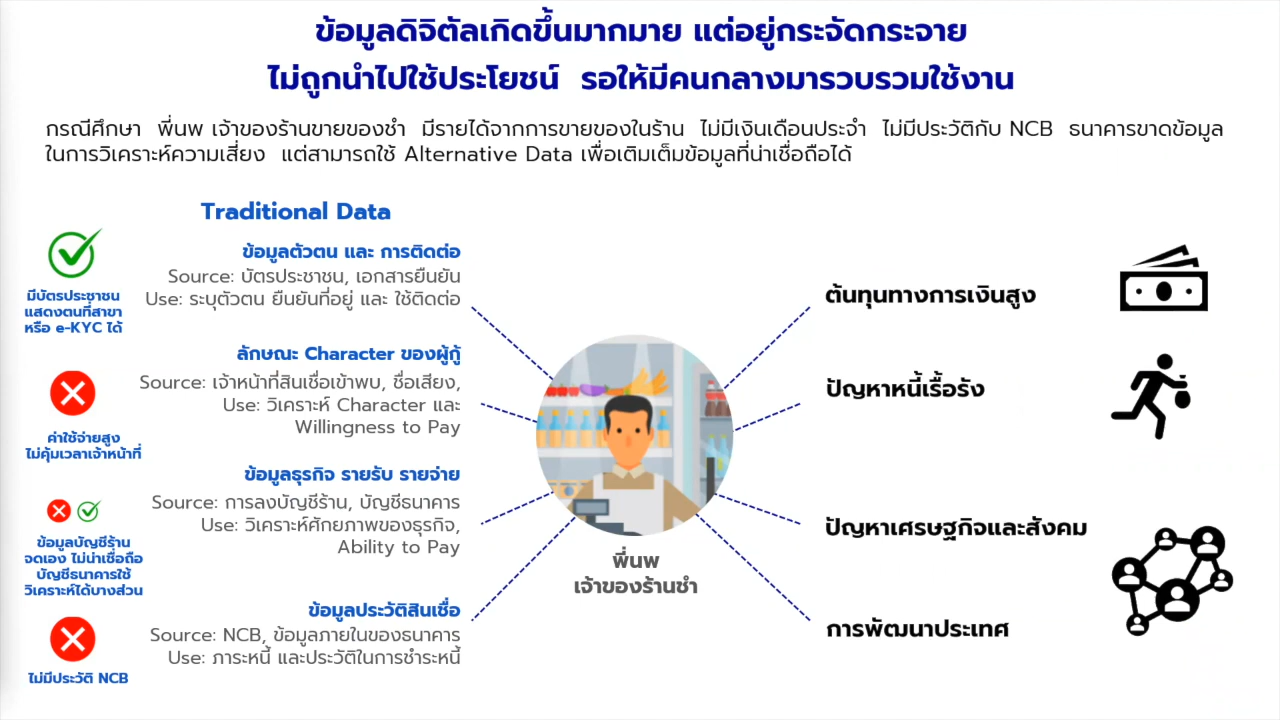 ข้อมูลดิจิตัลเกิดขึ้นมากมาย แต่อยู่กระจัดกระจาย
ไม่ถูกนำไปใช้ประโยชน์ รอให้มีคนกลางมารวบรวมใช้งาน
กรณีศึกษา พี่นพ เจ้าของร้านขายของชำ มีรายได้จากการขายของในร้าน ไม่มีเงินเดือนประจำ ไม่มีประวัติกับ NCB ธนาคารขาดข้อมูล
ในการวิเคราะห์ความเสี่ยง แต่สามารถใช้ Alternative Data เพื่อเติมเต็มข้อมูลที่น่าเชื่อถือได้
Traditional Data
ข้อมูลตัวตน และ การติดต่อ
Source: บัตรประชาชน, เอกสารยืนยัน
Use: ระบุตัวตน ยืนยันที่อยู่ และ ใช้ติดต่อ
มีบัตรประชาชน
แสดงตนที่สาขา
หรือ e-KYC ได้
ลักษณะ Character ของผู้กู้
Source: เจ้าหน้าที่สินเชื่อเข้าพบ, ชื่อเสียง,
Use: วิเคราะห์ Character และ
Willingness to Pay
ค่าใช้จ่ายสูง
ไม่คุ้มเวลาเจ้าหน้าที่
ข้อมูลธุรกิจ รายรับ รายจ่าย
Source: การลงบัญชีร้าน, บัญชีธนาคาร
Use: วิเคราะห์ศักยภาพของธุรกิจ,
Ability to Pay
ข้อมูลบัญชีร้าน
จดเอง ไม่น่าเชื่อถือ
บัญชีธนาคารใช้
วิเคราะห์ได้บางส่วน
ข้อมูลประวัติสินเชื่อ
Source: NCB, ข้อมูลภายในของธนาคาร
Use: ภาระหนี้ และประวัติในการชำระหนี้
ไม่มีประวัติ NCB
พี่นพ
เจ้าของร้านชำ
ต้นทุนทางการเงินสูง
ปัญหาหนี้เรื้อรัง
ปัญหาเศรษฐกิจและสังคม
การพัฒนาประเทศ